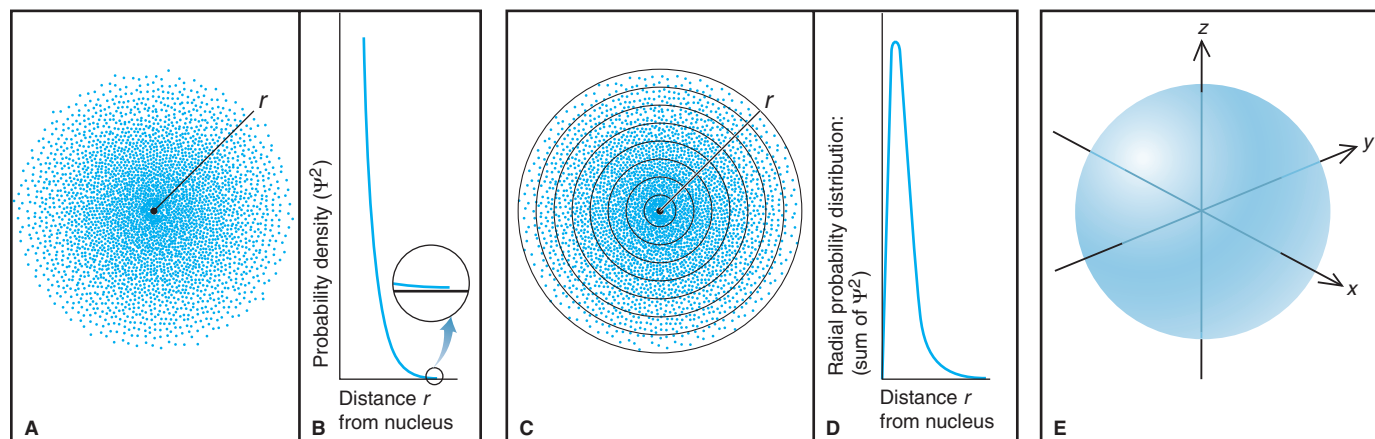 r
A
Probability density (Ψ²)
Distance r
from nucleus
B
r
C
Radial probability distribution:
(sum of Ψ²)
Distance r
from nucleus
D
z
y
x
E